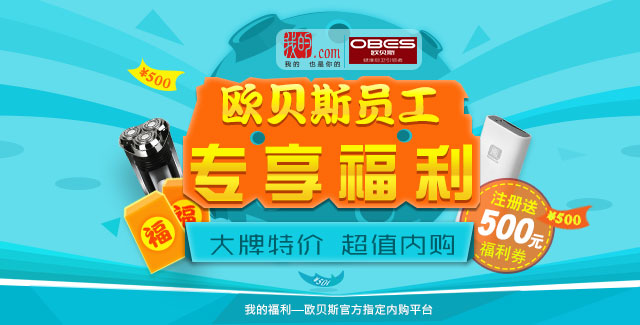 我的.com
我的 也是你的
OBES
欧贝斯
¥500
欧贝斯员工
专享福利
福
福
注册送
500元
福利券
¥500
大牌特价 超值内购
我的福利—欧贝斯官方指定内购平台